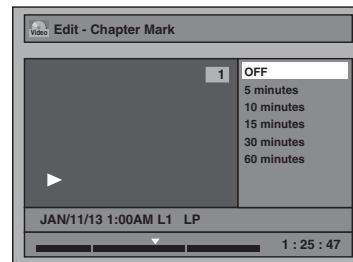 Video Edit - Chapter Mark
1
OFF
5 minutes
10 minutes
15 minutes
30 minutes
60 minutes
JAN/11/13 1:00AM L1 LP
1 : 25 : 47